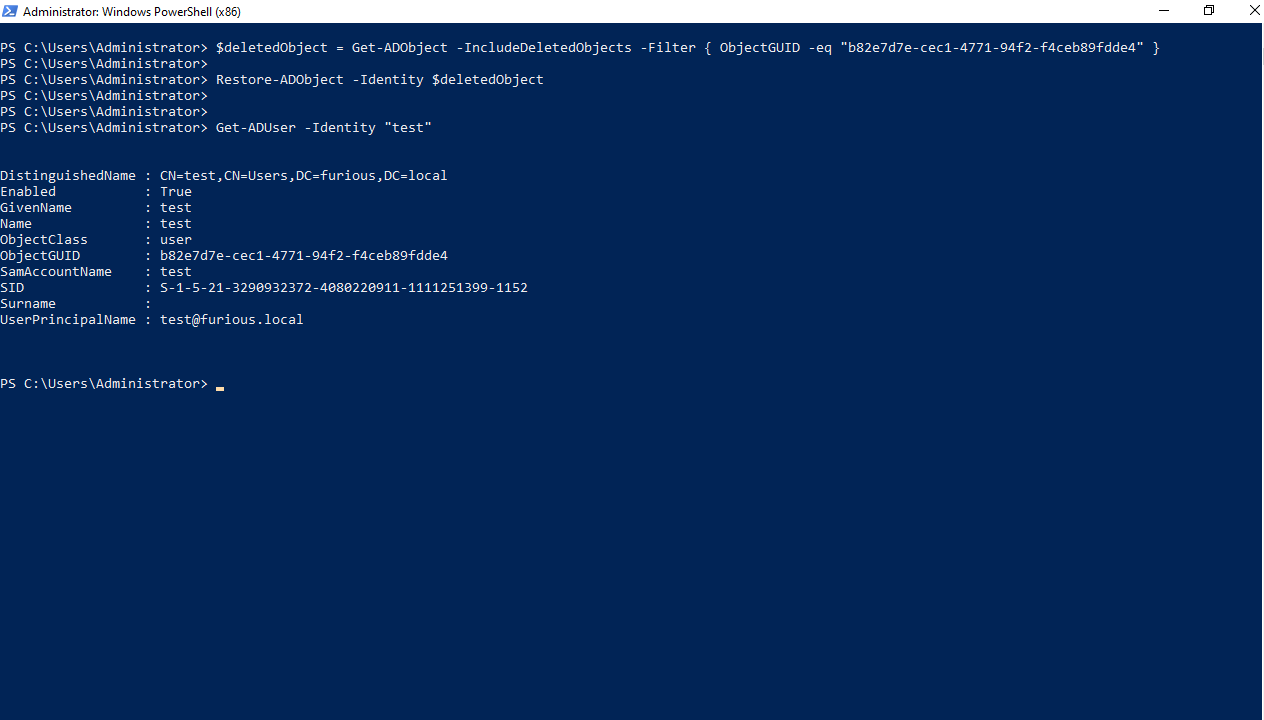 Administrator: Windows PowerShell (x86)
PS C:\Users\Administrator> $deletedObject = Get-ADObject -IncludeDeletedObjects -Filter { ObjectGUID -eq "b82e7d7e-cec1-4771-94f2-f4ceb89fdde4" }
PS C:\Users\Administrator>
PS C:\Users\Administrator> Restore-ADObject -Identity $deletedObject
PS C:\Users\Administrator>
PS C:\Users\Administrator>
PS C:\Users\Administrator> Get-ADUser -Identity "test"
DistinguishedName : CN=test,CN=Users,DC=furious,DC=local
Enabled           : True
GivenName         : test
Name              : test
ObjectClass       : user
ObjectGUID        : b82e7d7e-cec1-4771-94f2-f4ceb89fdde4
SamAccountName    : test
SID               : S-1-5-21-3290932372-4080220911-1111251399-1152
Surname           :
UserPrincipalName : test@furious.local
PS C:\Users\Administrator>